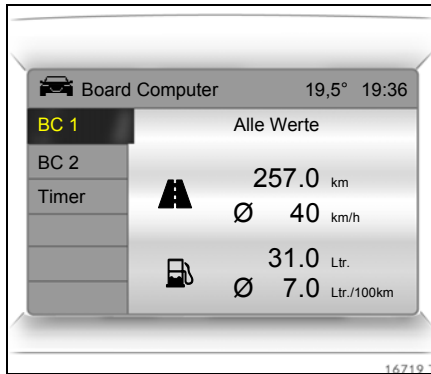 Board Computer 19,5° 19:36
BC 1 Alle Werte
BC 2
Timer
257.0 km
Ø 40 km/h
31.0 Ltr.
Ø 7.0 Ltr./100km
16719